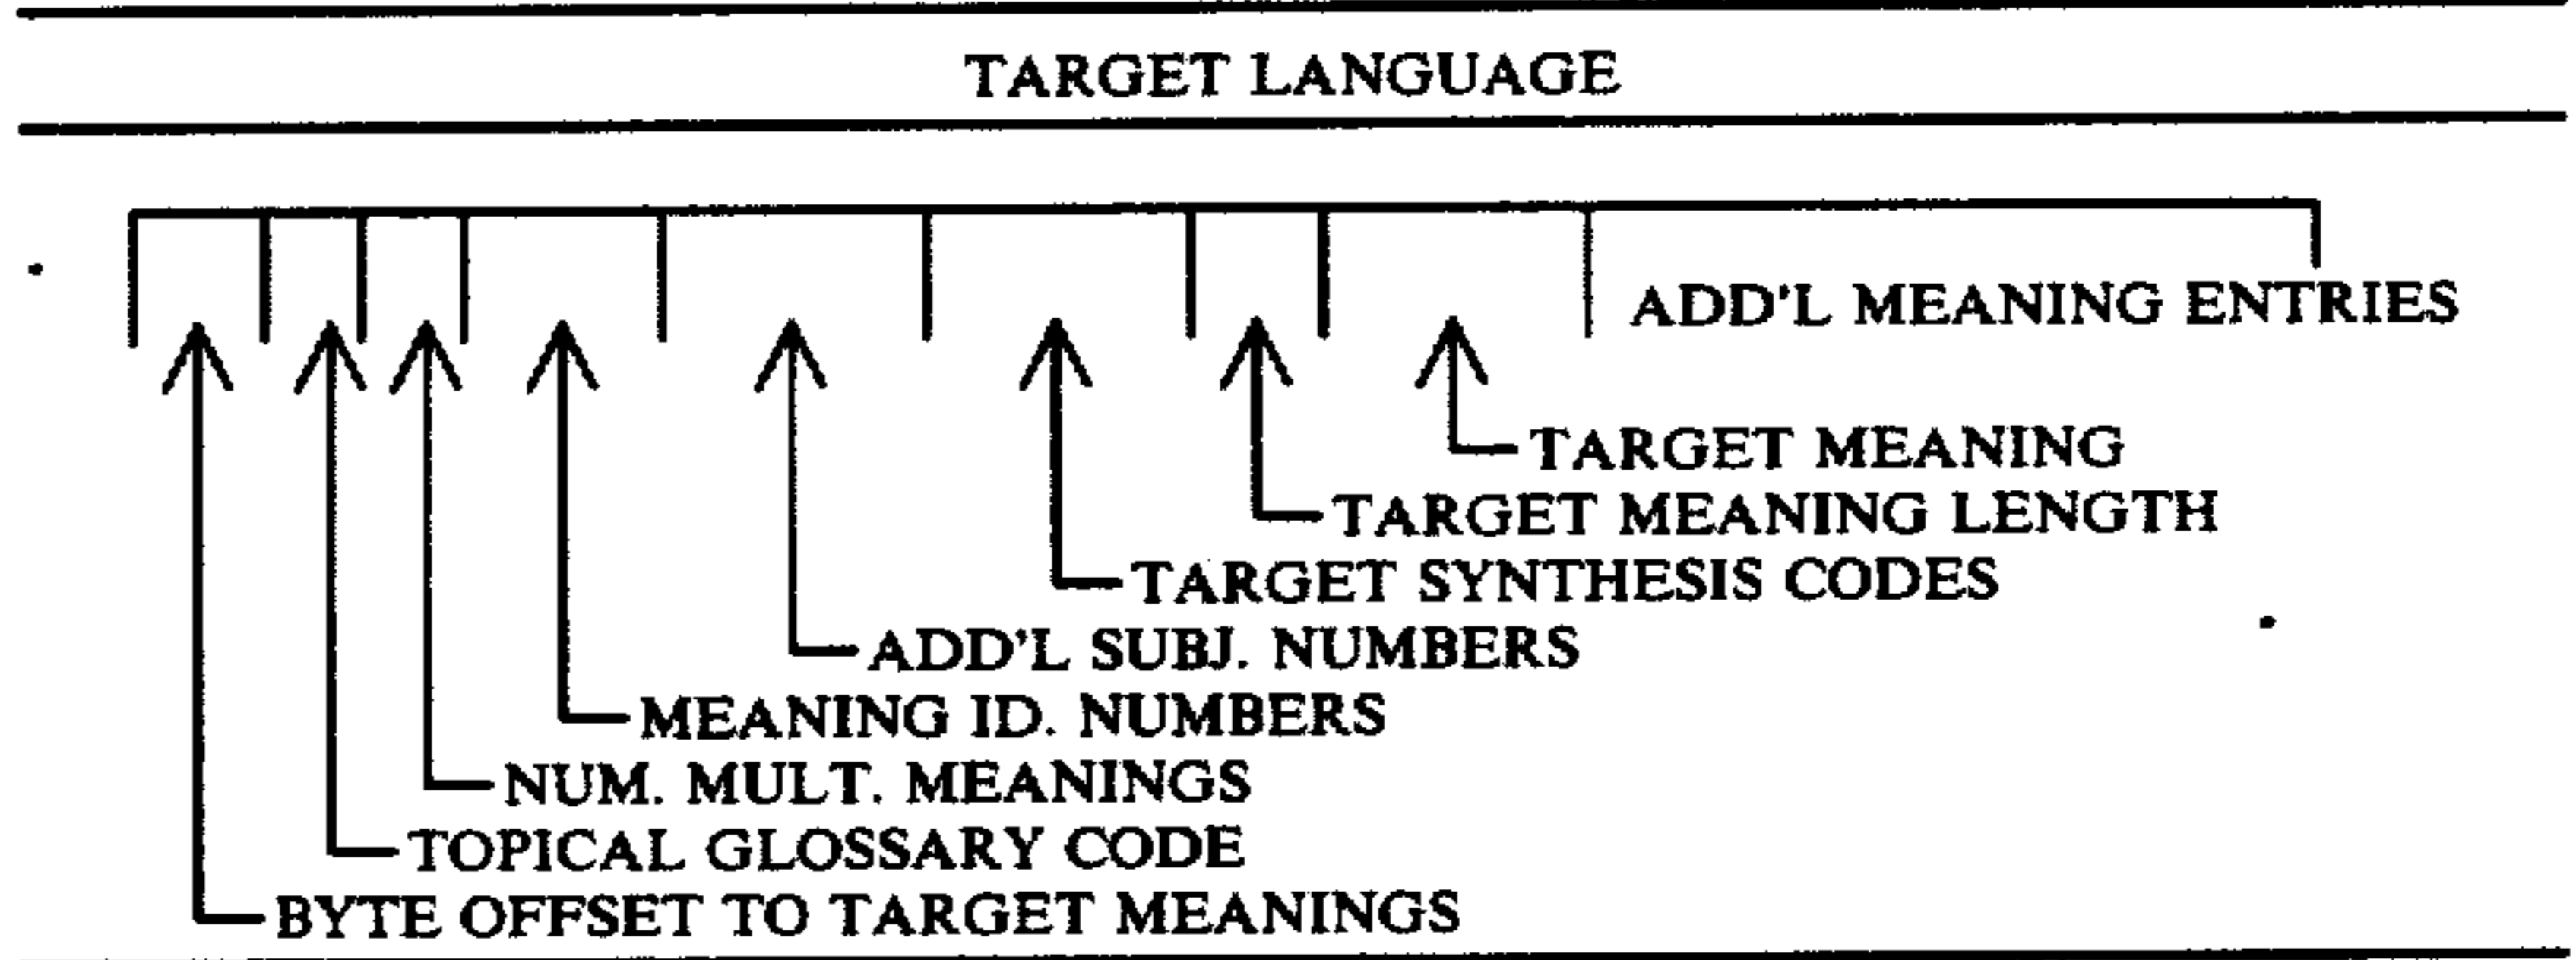 TARGET LANGUAGE
ADD'L MEANING ENTRIES
TARGET MEANING
TARGET MEANING LENGTH
TARGET SYNTHESIS CODES
ADD'L SUBJ. NUMBERS
MEANING ID. NUMBERS
NUM. MULT. MEANINGS
TOPICAL GLOSSARY CODE
BYTE OFFSET TO TARGET MEANINGS